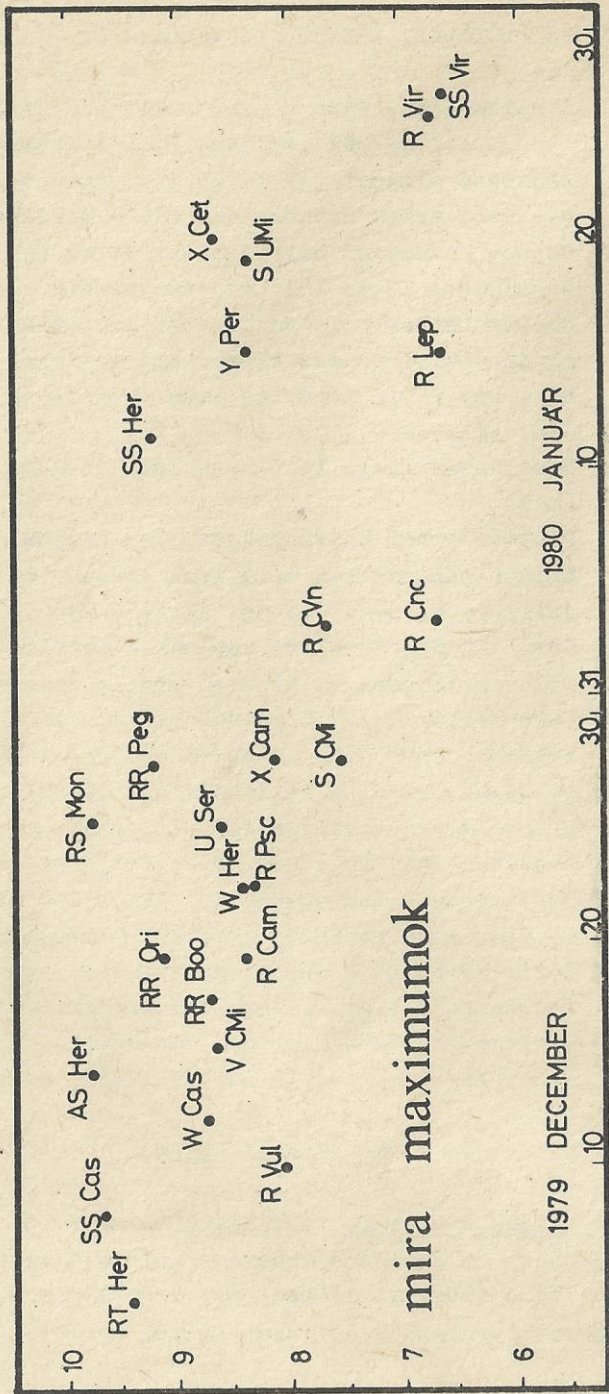 10
9
8
7
6
RT Her
SS Cas
AS Her
RR Ori
RS Mon
RR Peg
SS Her
W Cas
RR Boo
V CMi
U Ser
W Her
R Psc
R Cam
X Cam
R Vul
S CMi
R CVn
Y Per
X Cet
S UMi
R Cnc
R Lep
R Vir
SS Vir
mira maximumok
1979 DECEMBER
1980 JANUÁR
10
20
30
31
10
20
30